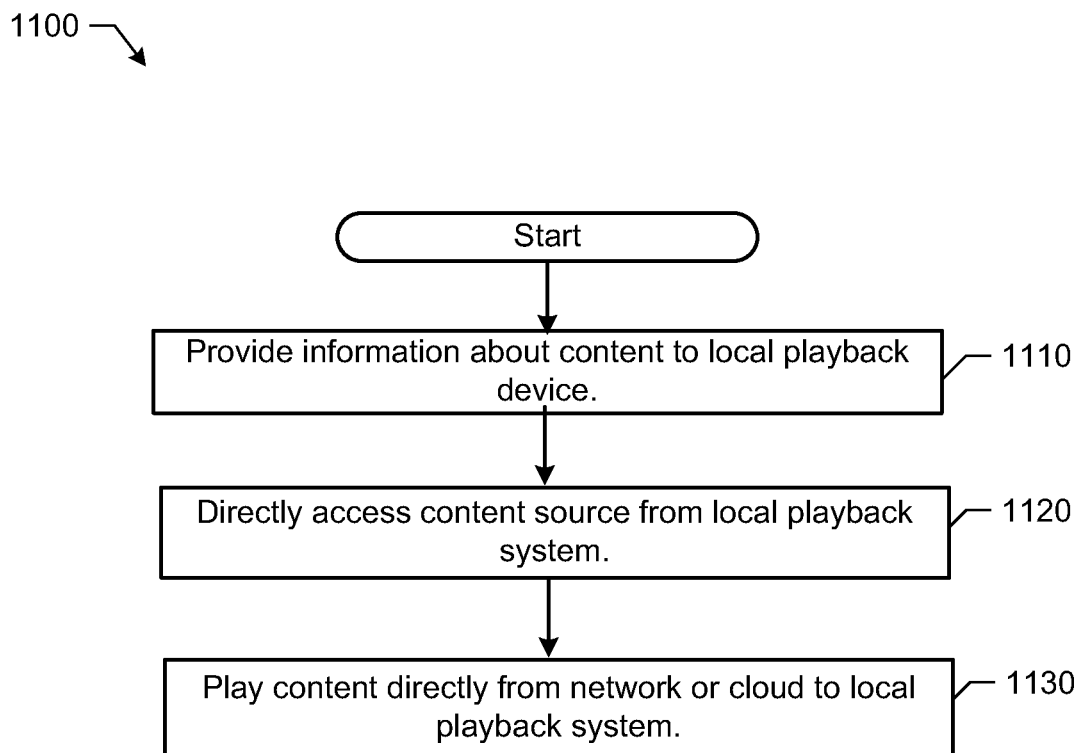 1100
Start
Provide information about content to local playback
device.
1110
Directly access content source from local playback
system.
1120
Play content directly from network or cloud to local
playback system.
1130